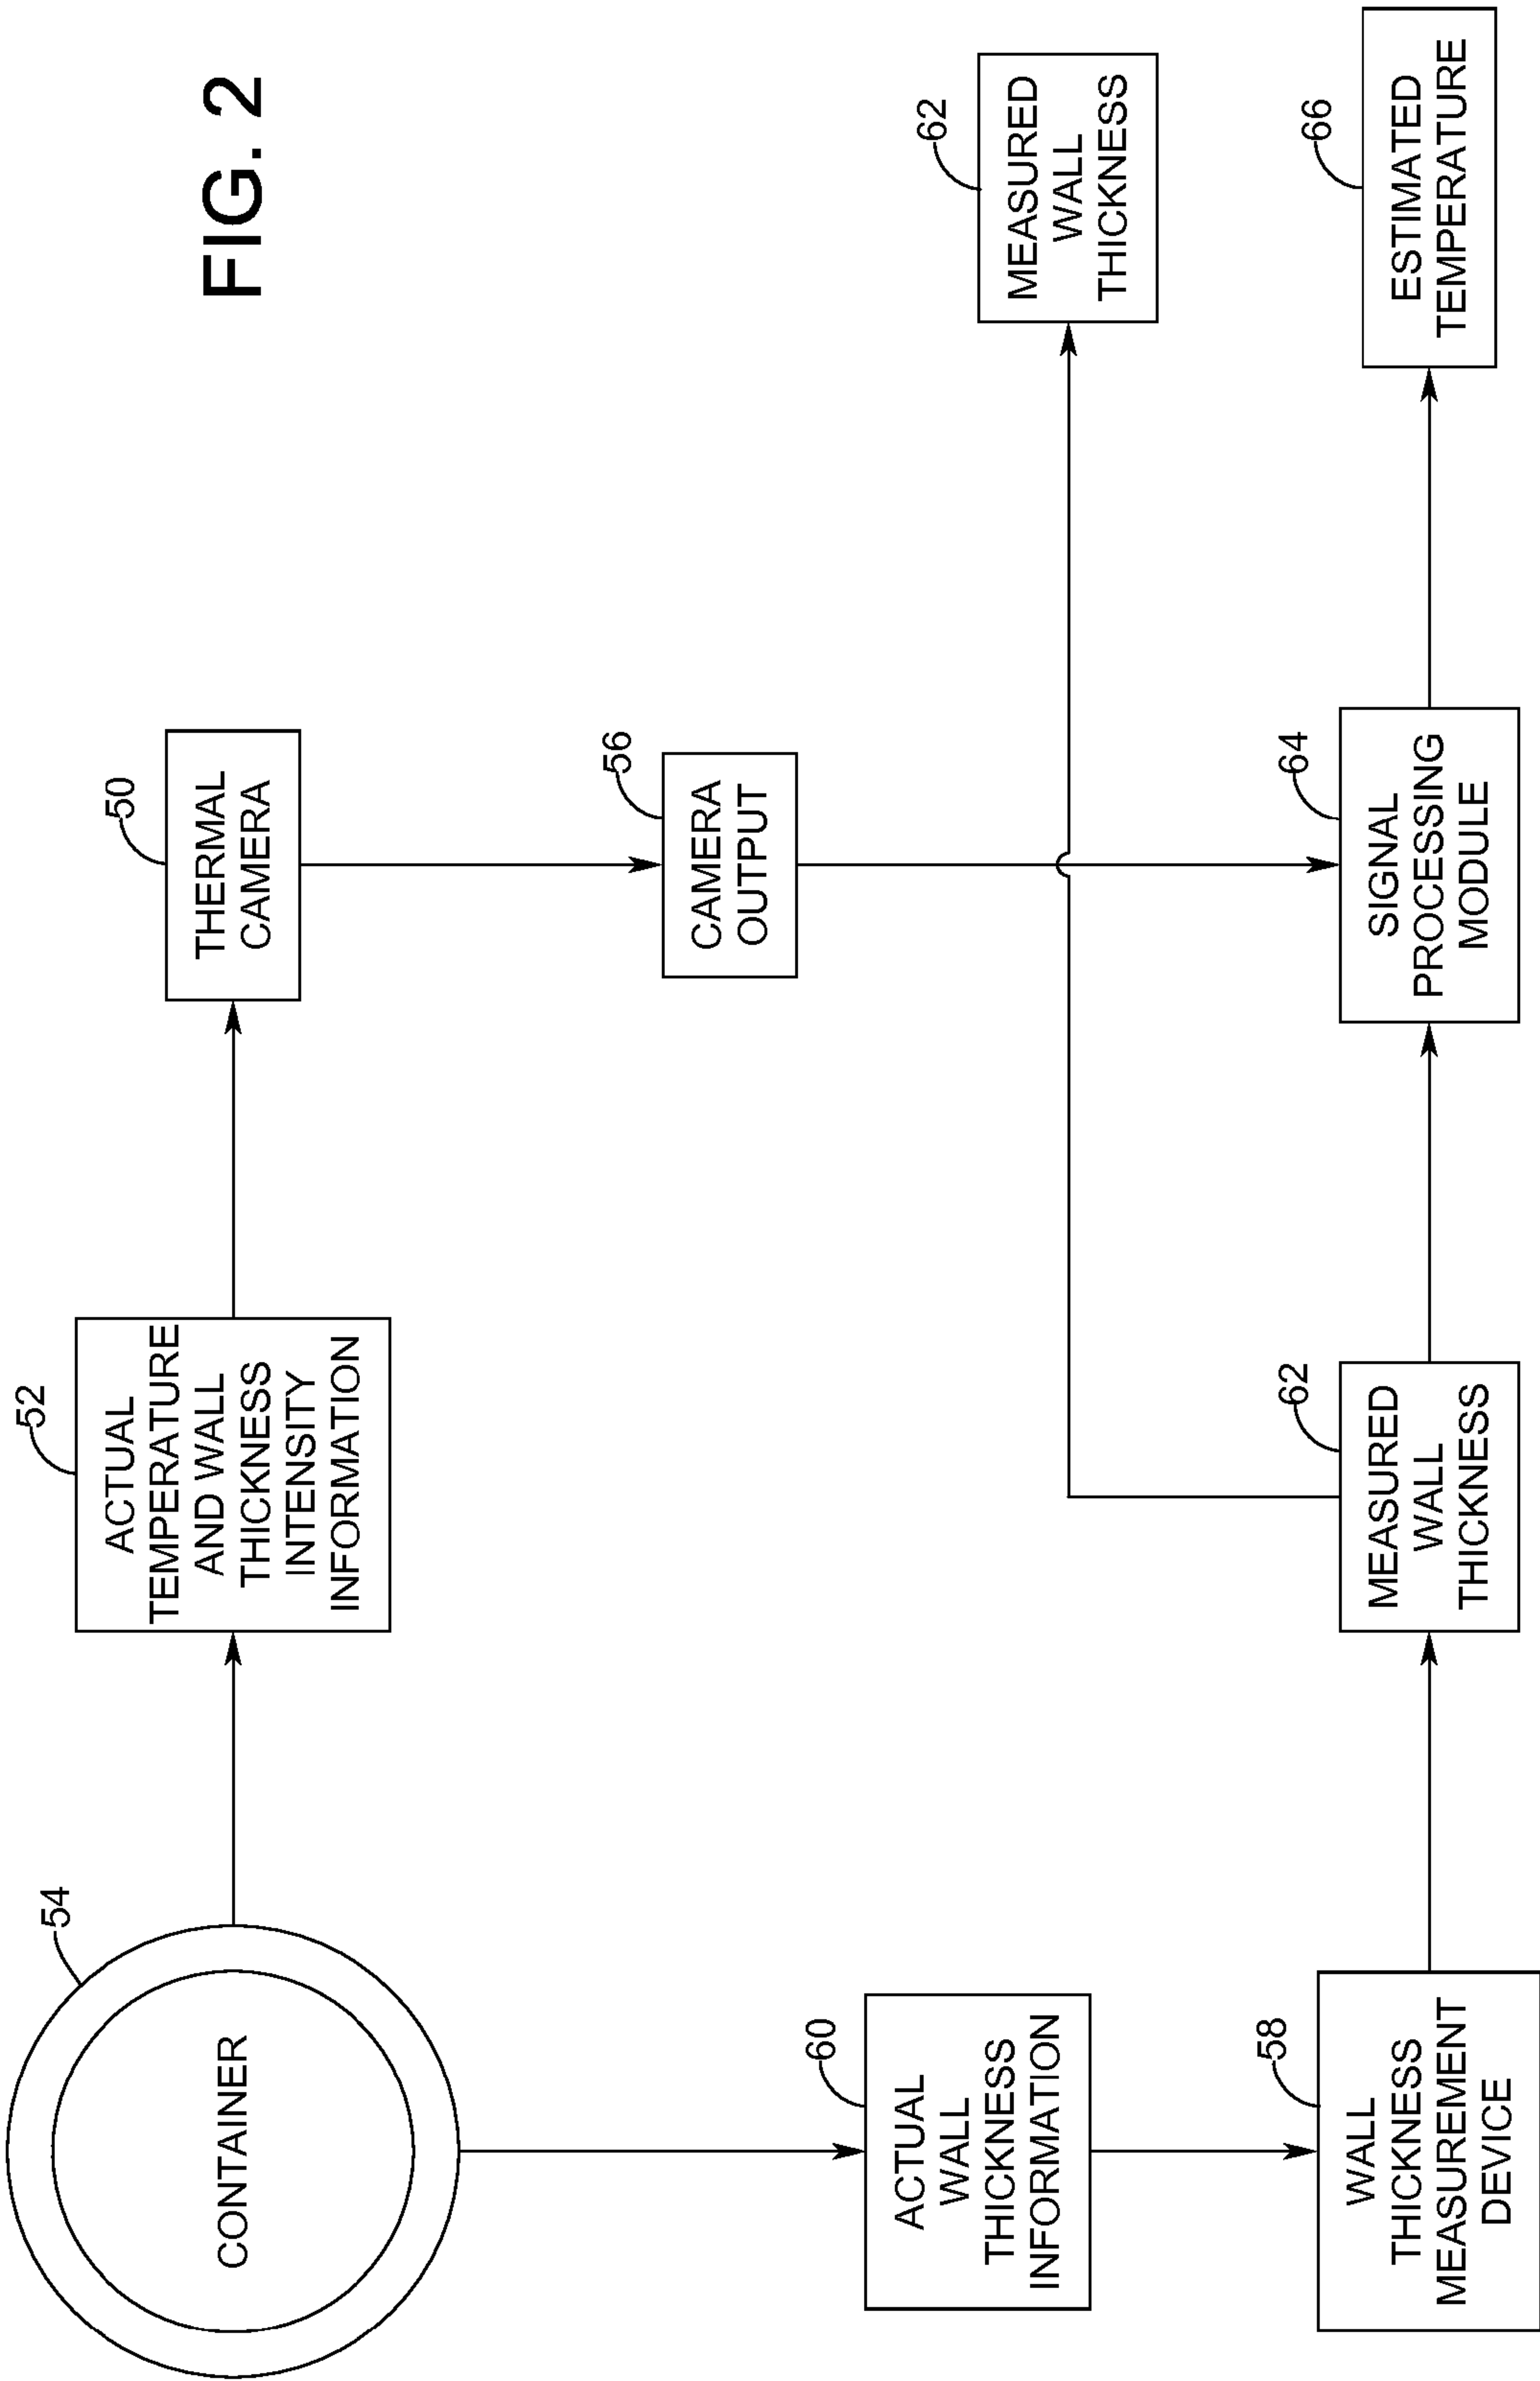 FIG. 2
54
CONTAINER
52
ACTUAL
TEMPERATURE
AND WALL
THICKNESS
INTENSITY
INFORMATION
50
THERMAL
CAMERA
56
CAMERA
OUTPUT
60
ACTUAL
WALL
THICKNESS
INFORMATION
62
MEASURED
WALL
THICKNESS
58
WALL
THICKNESS
MEASUREMENT
DEVICE
62
MEASURED
WALL
THICKNESS
64
SIGNAL
PROCESSING
MODULE
66
ESTIMATED
TEMPERATURE